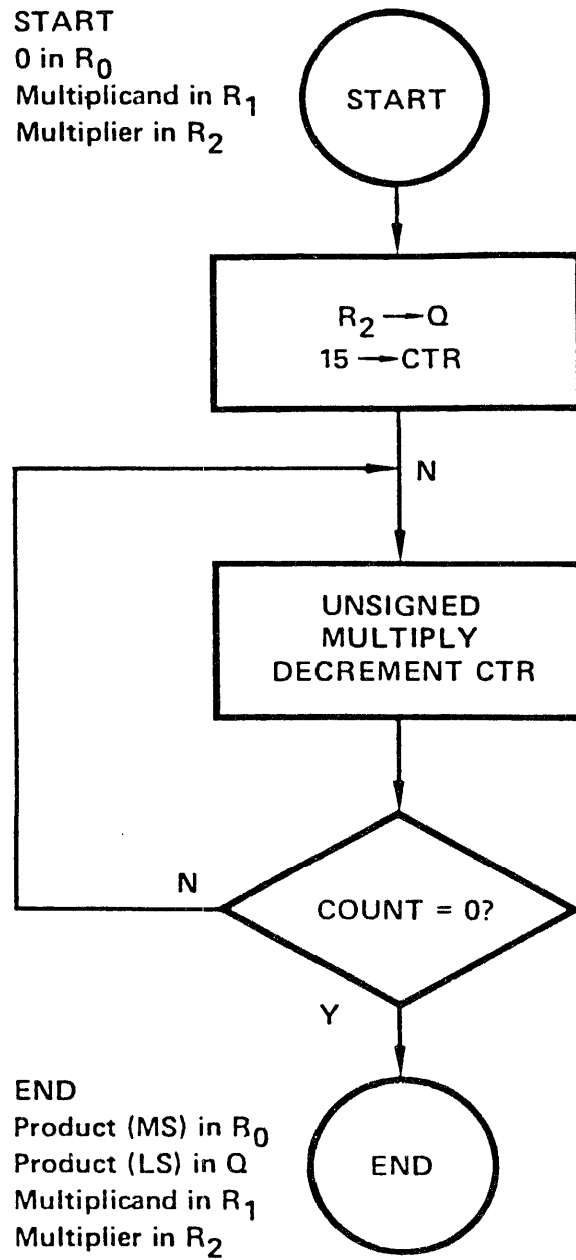 START
0 in R0
Multiplicand in R1
Multiplier in R2
START
R2 → Q
15 → CTR
N
UNSIGNED
MULTIPLY
DECREMENT CTR
N
COUNT = 0?
Y
END
Product (MS) in R0
Product (LS) in Q
Multiplicand in R1
Multiplier in R2
END